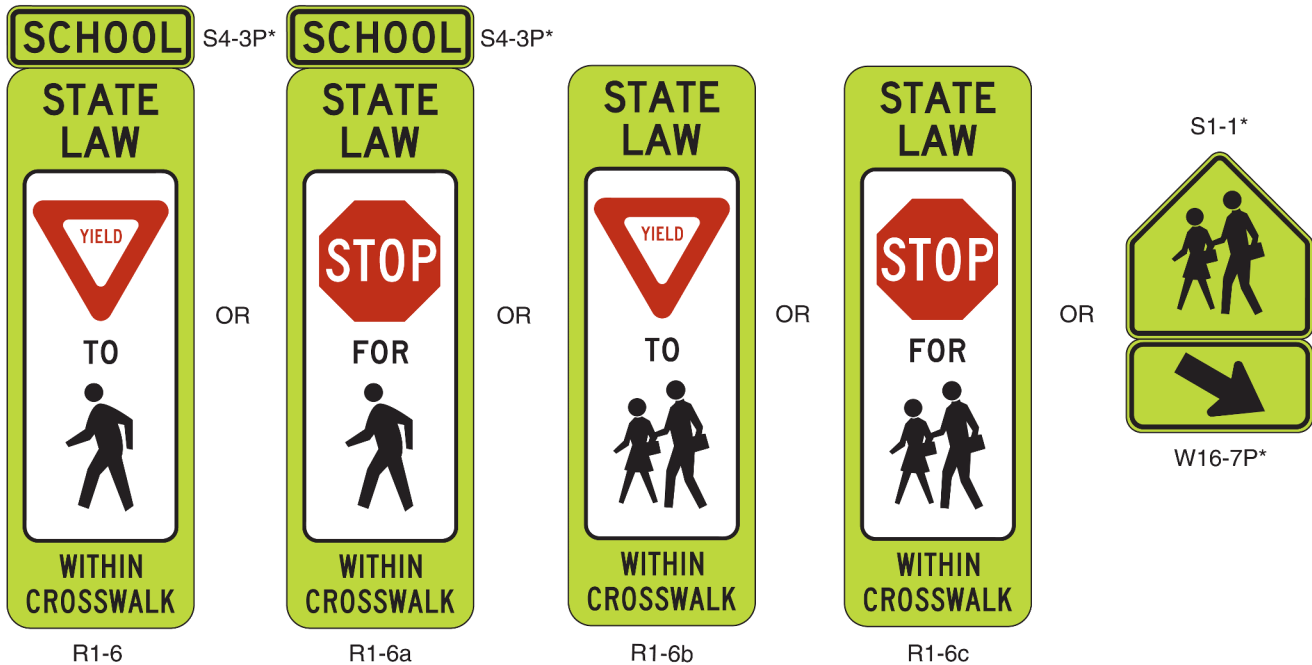 SCHOOL S4-3P*
STATE
LAW
YIELD
TO
WITHIN
CROSSWALK
R1-6
OR
SCHOOL S4-3P*
STATE
LAW
STOP
FOR
WITHIN
CROSSWALK
R1-6a
OR
STATE
LAW
YIELD
TO
WITHIN
CROSSWALK
R1-6b
OR
STATE
LAW
STOP
FOR
WITHIN
CROSSWALK
R1-6c
OR
S1-1*
W16-7P*